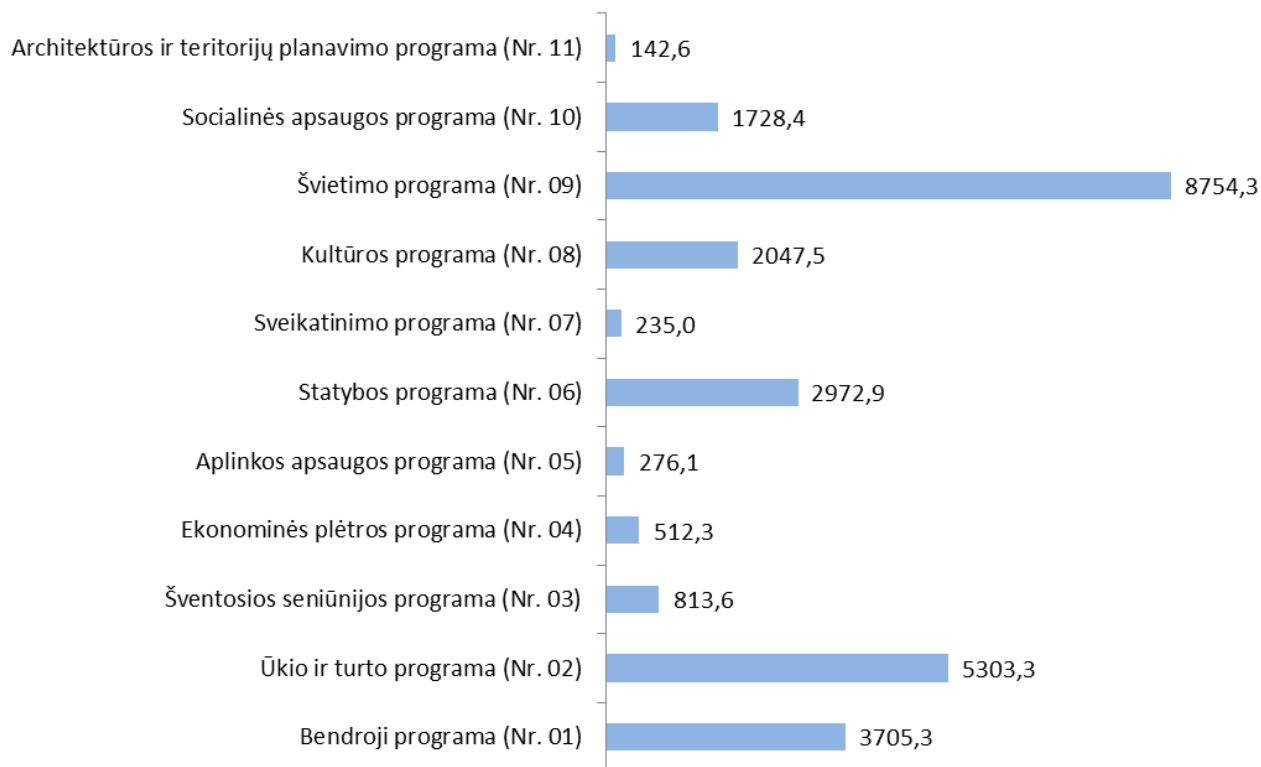 Architektūros ir teritorijų planavimo programa (Nr. 11) 142,6
Socialinės apsaugos programa (Nr. 10) 1728,4
Švietimo programa (Nr. 09) 8754,3
Kultūros programa (Nr. 08) 2047,5
Sveikatinimo programa (Nr. 07) 235,0
Statybos programa (Nr. 06) 2972,9
Aplinkos apsaugos programa (Nr. 05) 276,1
Ekonominės plėtros programa (Nr. 04) 512,3
Šventosios seniūnijos programa (Nr. 03) 813,6
Ūkio ir turto programa (Nr. 02) 5303,3
Bendroji programa (Nr. 01) 3705,3